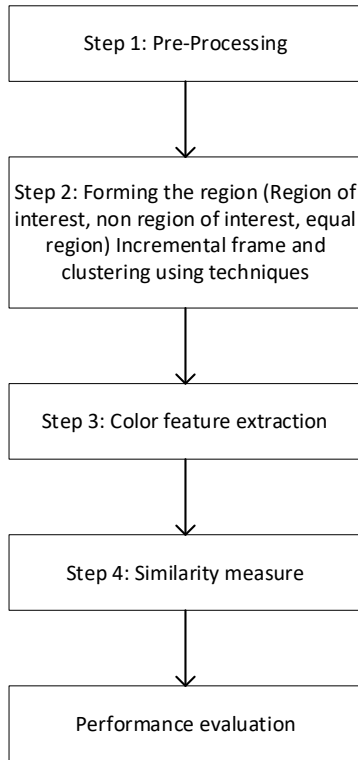 Step 1: Pre-Processing
Step 2: Forming the region (Region of
interest, non region of interest, equal
region) Incremental frame and
clustering using techniques
Step 3: Color feature extraction
Step 4: Similarity measure
Performance evaluation